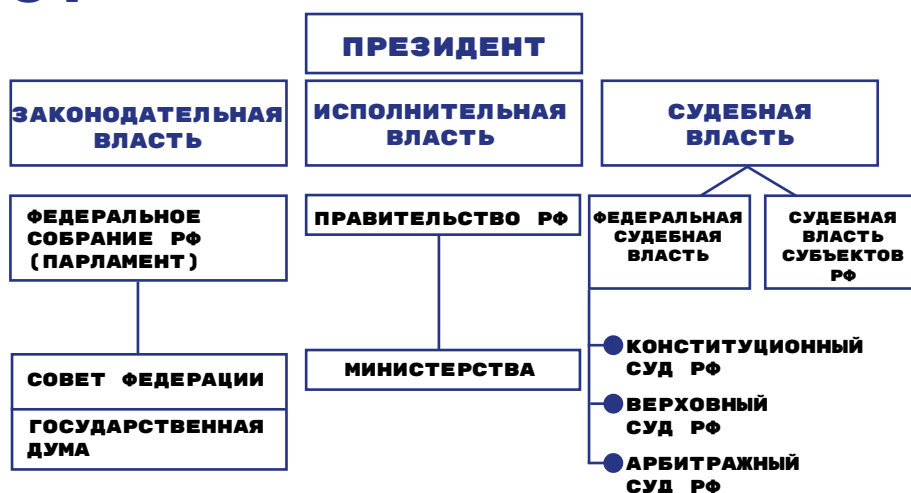 ПРЕЗИДЕНТ
ЗАКОНОДАТЕЛЬНАЯ
ВЛАСТЬ
ИСПОЛНИТЕЛЬНАЯ
ВЛАСТЬ
СУДЕБНАЯ
ВЛАСТЬ
ФЕДЕРАЛЬНОЕ
СОБРАНИЕ РФ
(ПАРЛАМЕНТ)
ПРАВИТЕЛЬСТВО РФ
ФЕДЕРАЛЬНАЯ
СУДЕБНАЯ
ВЛАСТЬ
СУДЕБНАЯ
ВЛАСТЬ
СУБЪЕКТОВ
РФ
СОВЕТ ФЕДЕРАЦИИ
ГОСУДАРСТВЕННАЯ
ДУМА
МИНИСТЕРСТВА
КОНСТИТУЦИОННЫЙ
СУД РФ
ВЕРХОВНЫЙ
СУД РФ
АРБИТРАЖНЫЙ
СУД РФ